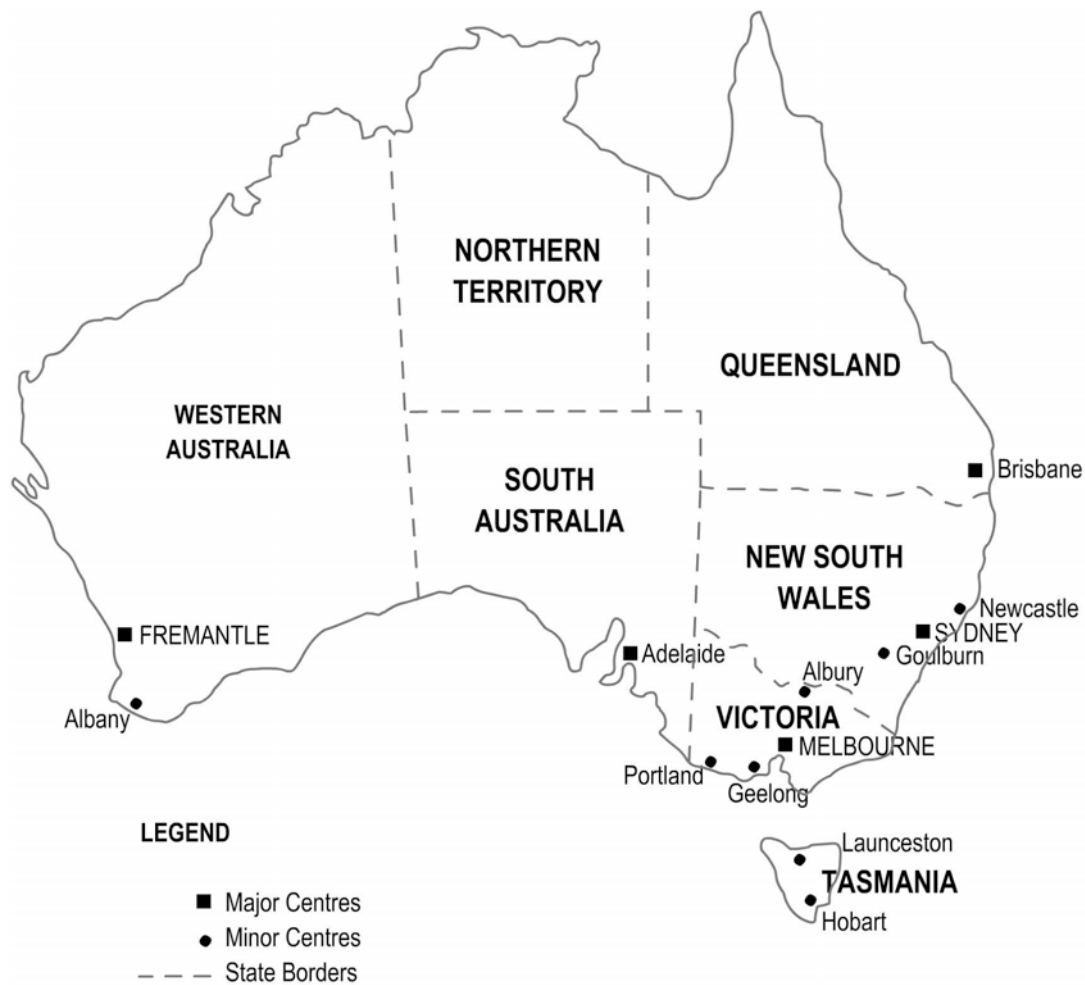 NORTHERN
TERRITORY
QUEENSLAND
WESTERN
AUSTRALIA
SOUTH
AUSTRALIA
Brisbane
NEW SOUTH
WALES
Newcastle
FREMANTLE
SYDNEY
Adelaide
Goulburn
Albury
Albany
VICTORIA
MELBOURNE
Portland
Geelong
LEGEND
Launceston
TASMANIA
Hobart
Major Centres
Minor Centres
State Borders